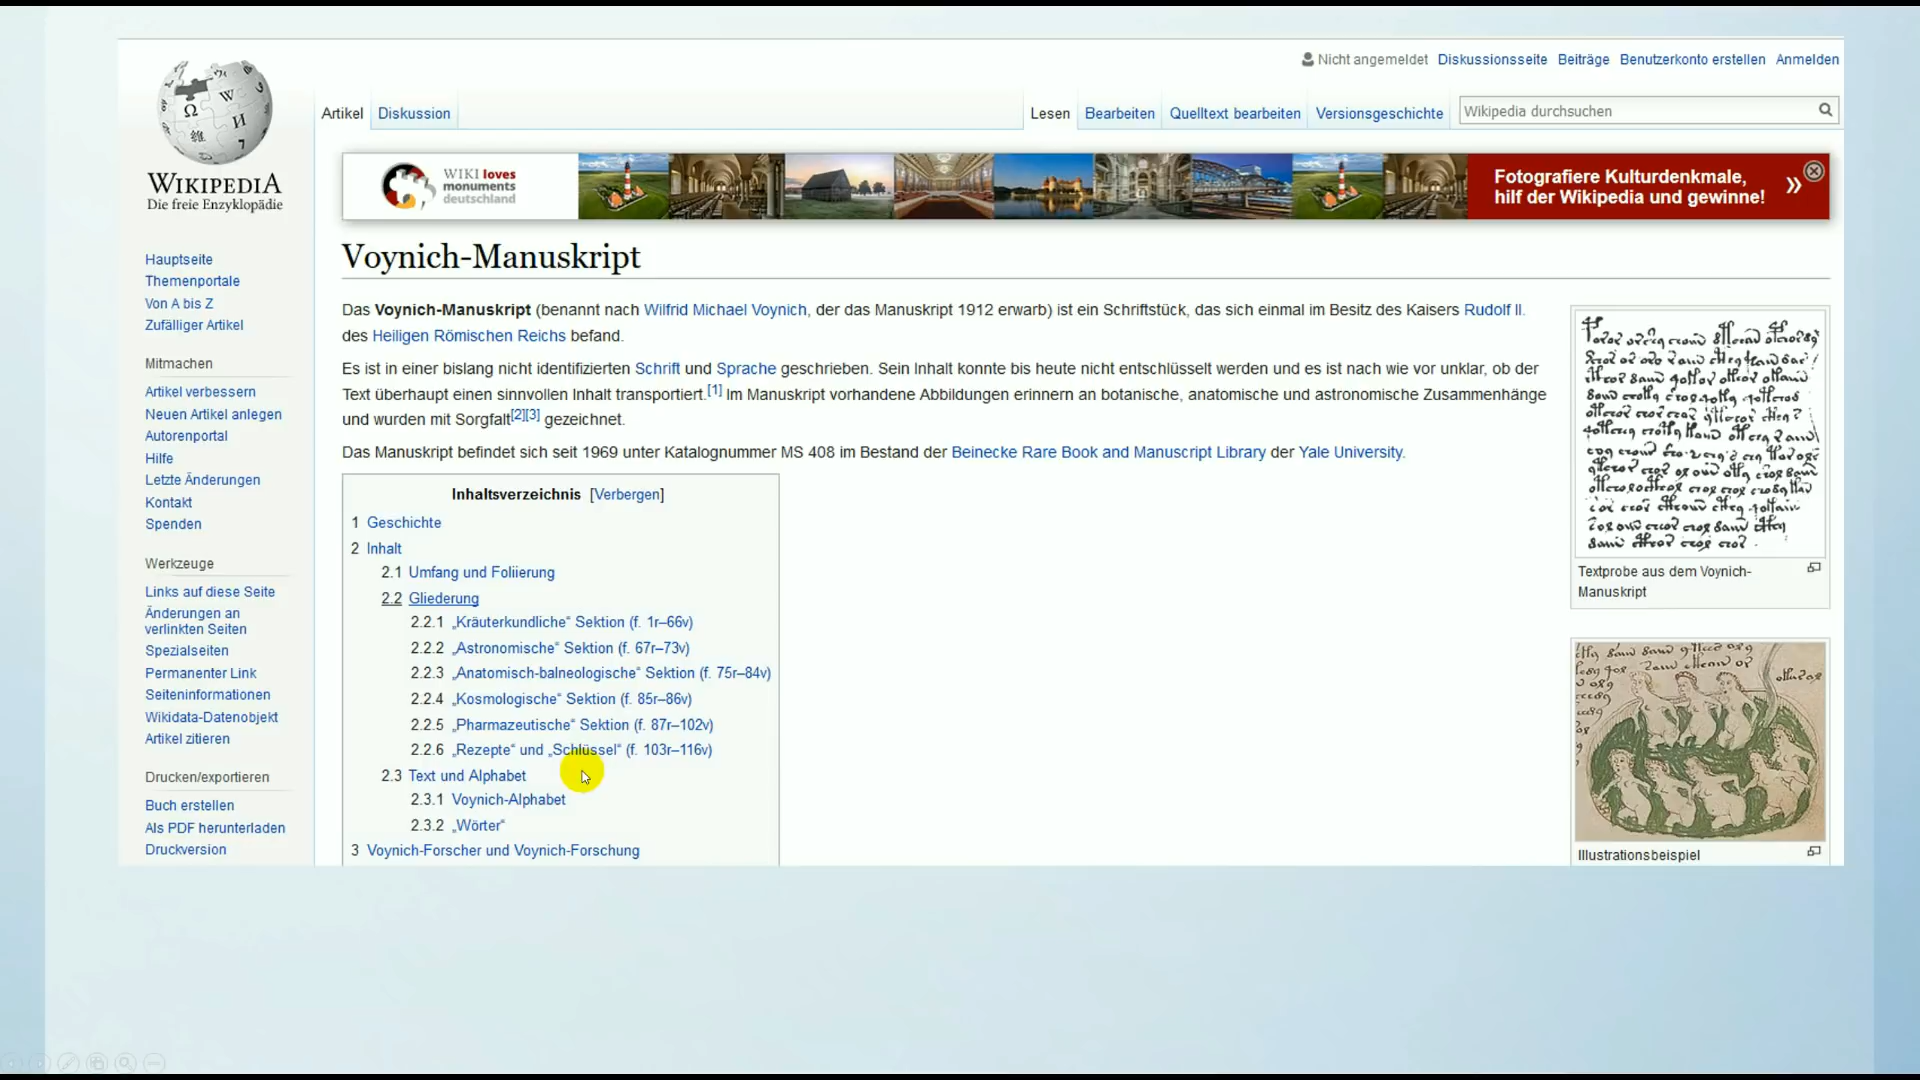 Nicht angemeldet Diskussionsseite Beiträge Benutzerkonto erstellen Anmelden
Artikel Diskussion Lesen Bearbeiten Quelltext bearbeiten Versionsgeschichte Wikipedia durchsuchen
WIKIPEDIA
Die freie Enzyklopädie
Hauptseite
Themenportale
Von A bis Z
Zufälliger Artikel
Mitmachen
Artikel verbessern
Neuen Artikel anlegen
Autorenportal
Hilfe
Letzte Änderungen
Kontakt
Spenden
Werkzeuge
Links auf diese Seite
Änderungen an
verlinkten Seiten
Spezialseiten
Permanenter Link
Seiteninformationen
Wikidata-Datenobjekt
Artikel zitieren
Drucken/exportieren
Buch erstellen
Als PDF herunterladen
Druckversion
WIKI loves
monuments
deutschland
Fotografiere Kulturdenkmale,
hilf der Wikipedia und gewinne!
Voynich-Manuskript
Das Voynich-Manuskript (benannt nach Wilfrid Michael Voynich, der das Manuskript 1912 erwarb) ist ein Schriftstück, das sich einmal im Besitz des Kaisers Rudolf II.
des Heiligen Römischen Reichs befand.
Es ist in einer bislang nicht identifizierten Schrift und Sprache geschrieben. Sein Inhalt konnte bis heute nicht entschlüsselt werden und es ist nach wie vor unklar, ob der
Text überhaupt einen sinnvollen Inhalt transportiert.[1] Im Manuskript vorhandene Abbildungen erinnern an botanische, anatomische und astronomische Zusammenhänge
und wurden mit Sorgfalt[2][3] gezeichnet.
Das Manuskript befindet sich seit 1969 unter Katalognummer MS 408 im Bestand der Beinecke Rare Book and Manuscript Library der Yale University.
Inhaltsverzeichnis [Verbergen]
1 Geschichte
2 Inhalt
2.1 Umfang und Foliierung
2.2 Gliederung
2.2.1 „Kräuterkundliche“ Sektion (f. 1r–66v)
2.2.2 „Astronomische“ Sektion (f. 67r–73v)
2.2.3 „Anatomisch-balneologische“ Sektion (f. 75r–84v)
2.2.4 „Kosmologische“ Sektion (f. 85r–86v)
2.2.5 „Pharmazeutische“ Sektion (f. 87r–102v)
2.2.6 „Rezepte“ und „Schlüssel“ (f. 103r–116v)
2.3 Text und Alphabet
2.3.1 Voynich-Alphabet
2.3.2 „Wörter“
3 Voynich-Forscher und Voynich-Forschung
Textprobe aus dem Voynich-
Manuskript
Illustrationsbeispiel